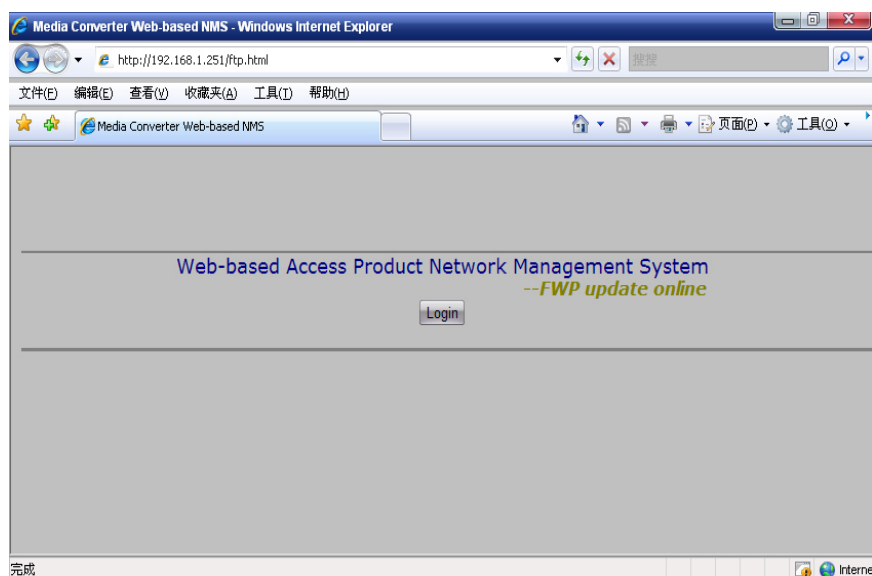 Media Converter Web-based NMS - Windows Internet Explorer
http://192.168.1.251/ftp.html
搜搜
文件(F) 编辑(E) 查看(V) 收藏夹(A) 工具(T) 帮助(H)
Media Converter Web-based NMS
页面(P) 工具(O)
Web-based Access Product Network Management System
--FWP update online
Login
完成
Interne